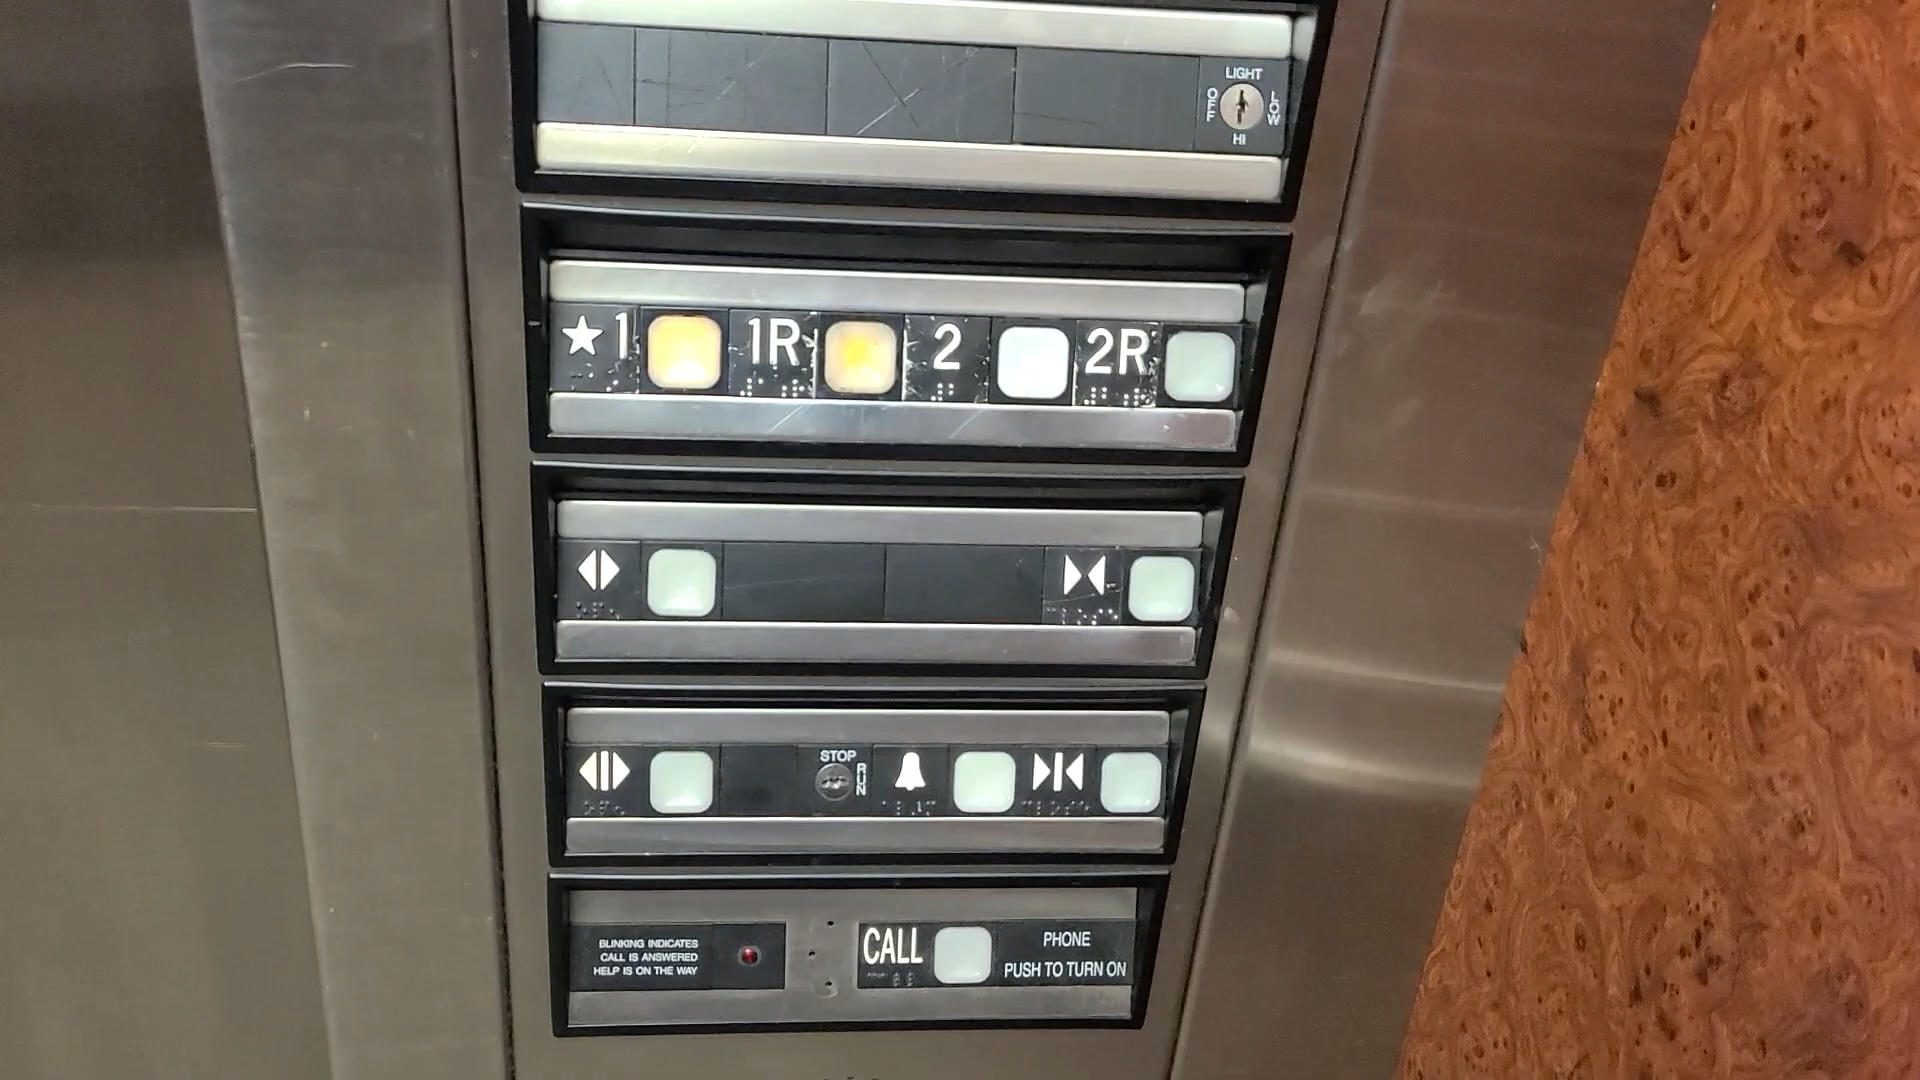 LIGHT
OFF
LOW
HI
★1
1R
2
2R
STOP
RUN
BLINKING INDICATES
CALL IS ANSWERED
HELP IS ON THE WAY
CALL
PHONE
PUSH TO TURN ON